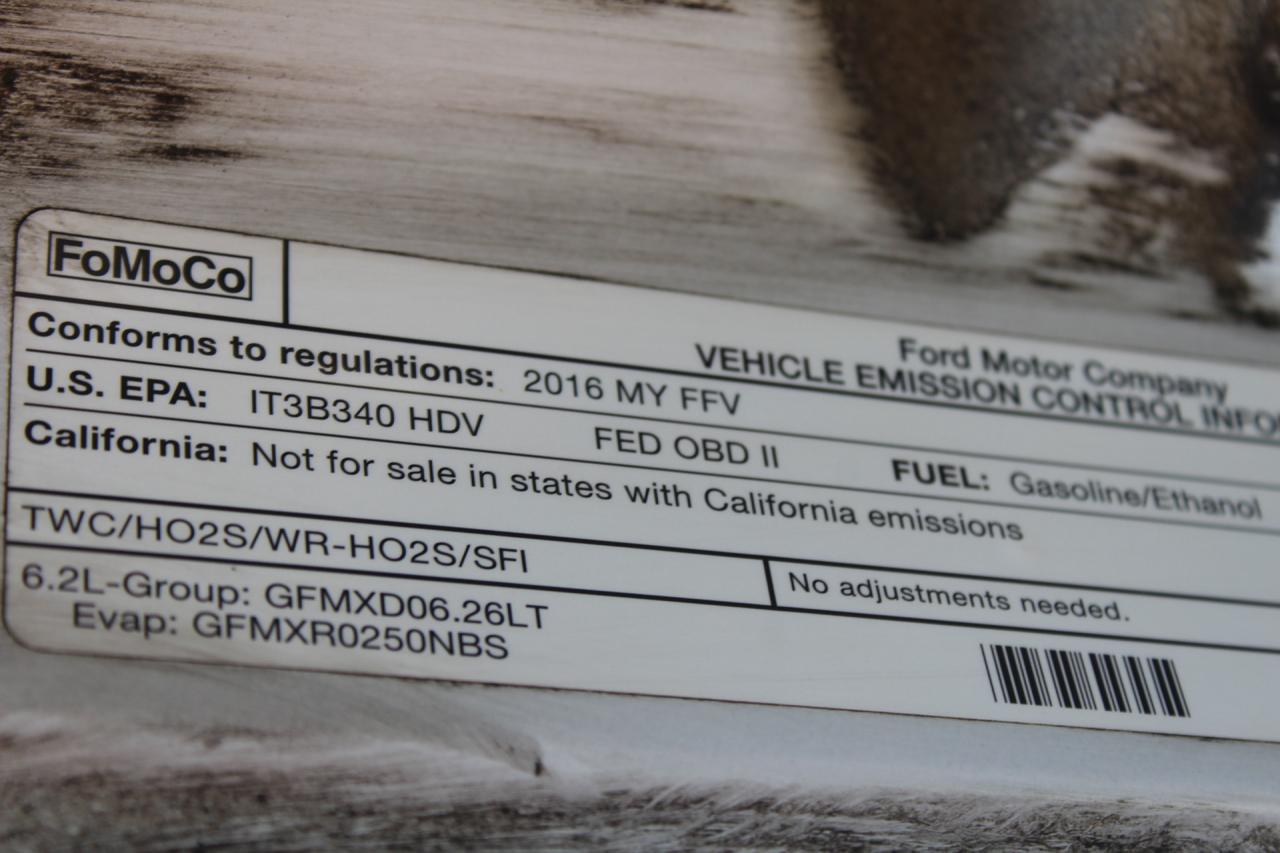 FoMoCo
Ford Motor Company
VEHICLE EMISSION CONTROL
Conforms to regulations: 2016 MY FFV
U.S. EPA: IT3B340 HDV FED OBD II FUEL: Gasoline/Ethanol
California: Not for sale in states with California emissions
TWC/HO2S/WR-HO2S/SFI
No adjustments needed.
6.2L-Group: GFMXD06.26LT
Evap: GFMXR0250NBS